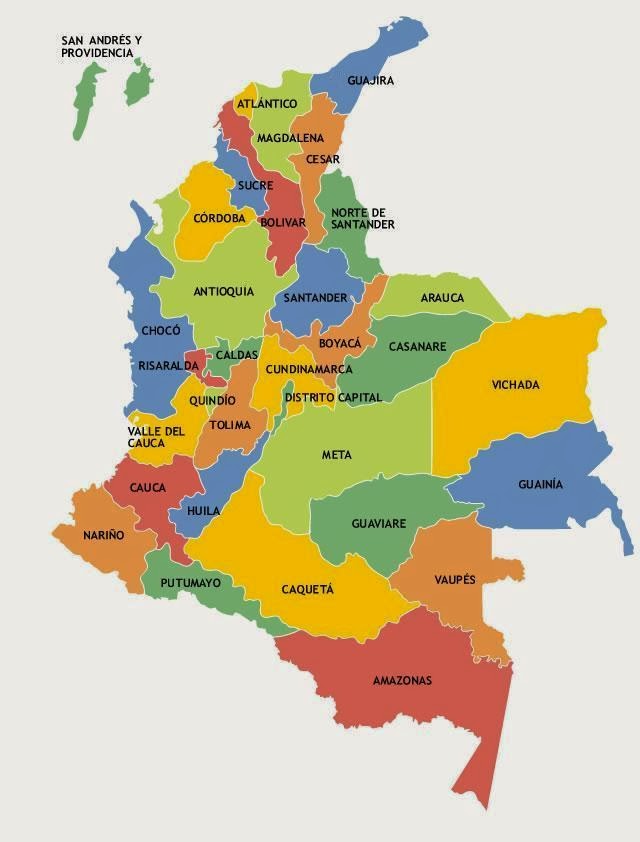 SAN ANDRÉS Y
PROVIDENCIA
GUAJIRA
ATLÁNTICO
MAGDALENA
CESAR
SUCRE
CÓRDOBA
BOLIVAR
NORTE DE
SANTANDER
ANTIOQUIA
SANTANDER
ARAUCA
CHOCÓ
BOYACÁ
CASANARE
CALDAS
RISARALDA
CUNDINAMARCA
VICHADA
QUINDÍO
DISTRITO CAPITAL
TOLIMA
VALLE DEL
CAUCA
META
CAUCA
GUAINÍA
HUILA
GUAVIARE
NARIÑO
PUTUMAYO
CAQUETÁ
VAUPÉS
AMAZONAS